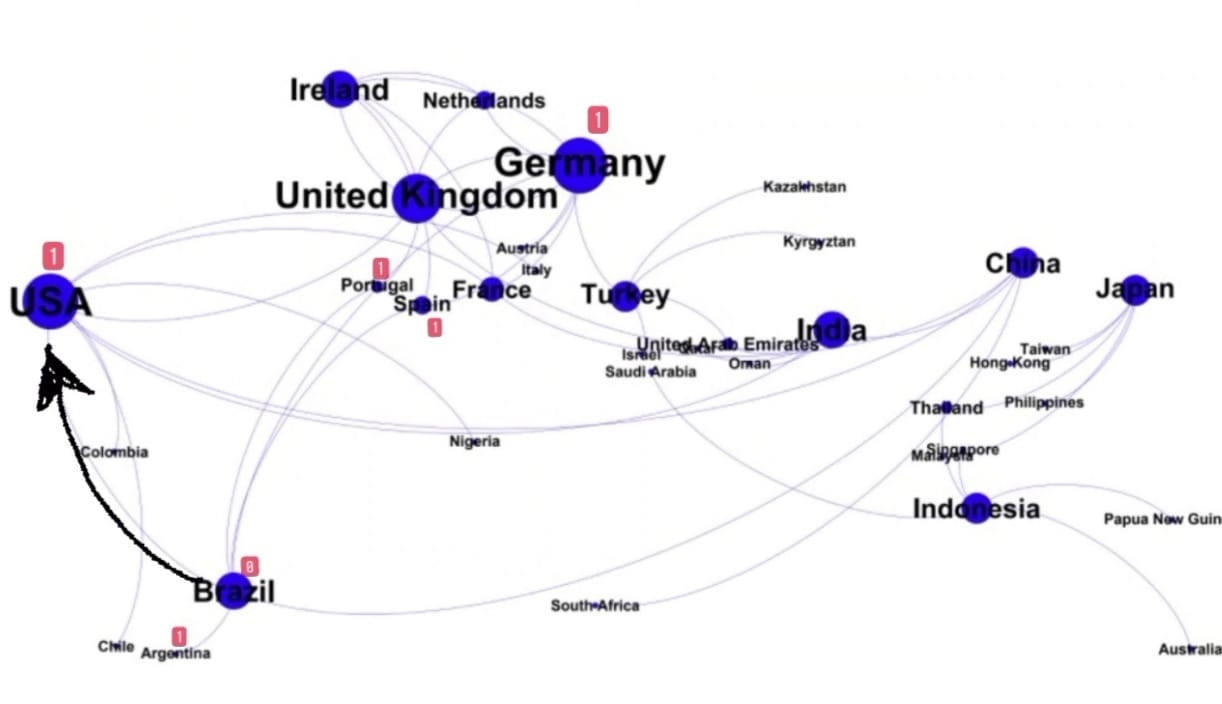 Ireland
Netherlands
1
Germany
United Kingdom
Kazakhstan
Kyrgyztan
Austria
Italy
1
USA
1
Portugal
Spain
1
France
Turkey
China
Japan
India
United Arab Emirates
Qatar
Israel
Oman
Saudi Arabia
Taiwan
Hong Kong
Thailand
Philippines
Singapore
Malaysia
Nigeria
Colombia
Indonesia
Papua New Guin
0
Brazil
South Africa
1
Chile
Argentina
Australia